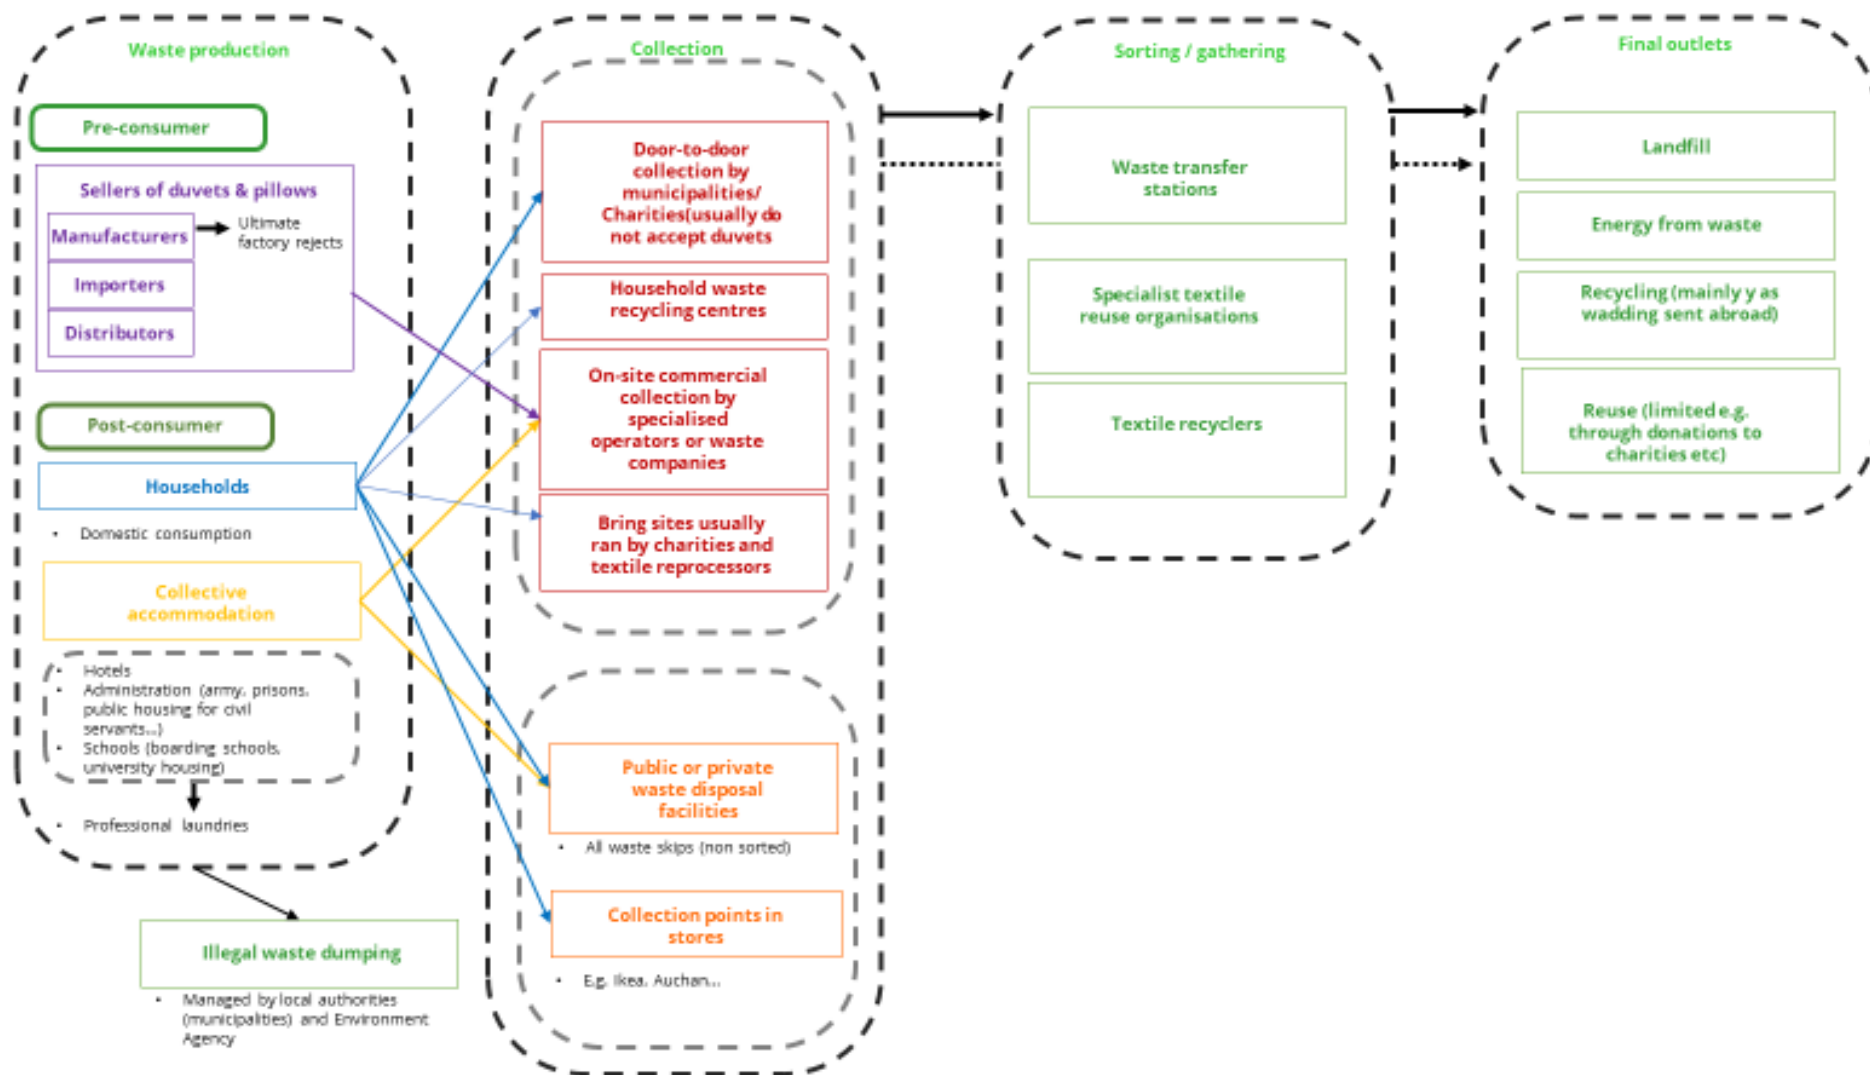 Waste production
Pre-consumer
Sellers of duvets & pillows
Manufacturers
Ultimate
factory rejects
Importers
Distributors
Post-consumer
Households
• Domestic consumption
Collective
accommodation
• Hotels
• Administration (army, prisons,
public housing for civil
servants...)
• Schools (boarding schools,
university housing)
• Professional laundries
Illegal waste dumping
• Managed by local authorities
(municipalities) and Environment
Agency
Collection
Door-to-door
collection by
municipalities/
Charities(usually do
not accept duvets
Household waste
recycling centres
On-site commercial
collection by
specialised
operators or waste
companies
Bring sites usually
ran by charities and
textile reprocessors
Public or private
waste disposal
facilities
• All waste skips (non sorted)
Collection points in
stores
• E.g. Ikea, Auchan...
Sorting / gathering
Waste transfer
stations
Specialist textile
reuse organisations
Textile recyclers
Final outlets
Landfill
Energy from waste
Recycling (mainly y as
wadding sent abroad)
Reuse (limited e.g.
through donations to
charities etc)